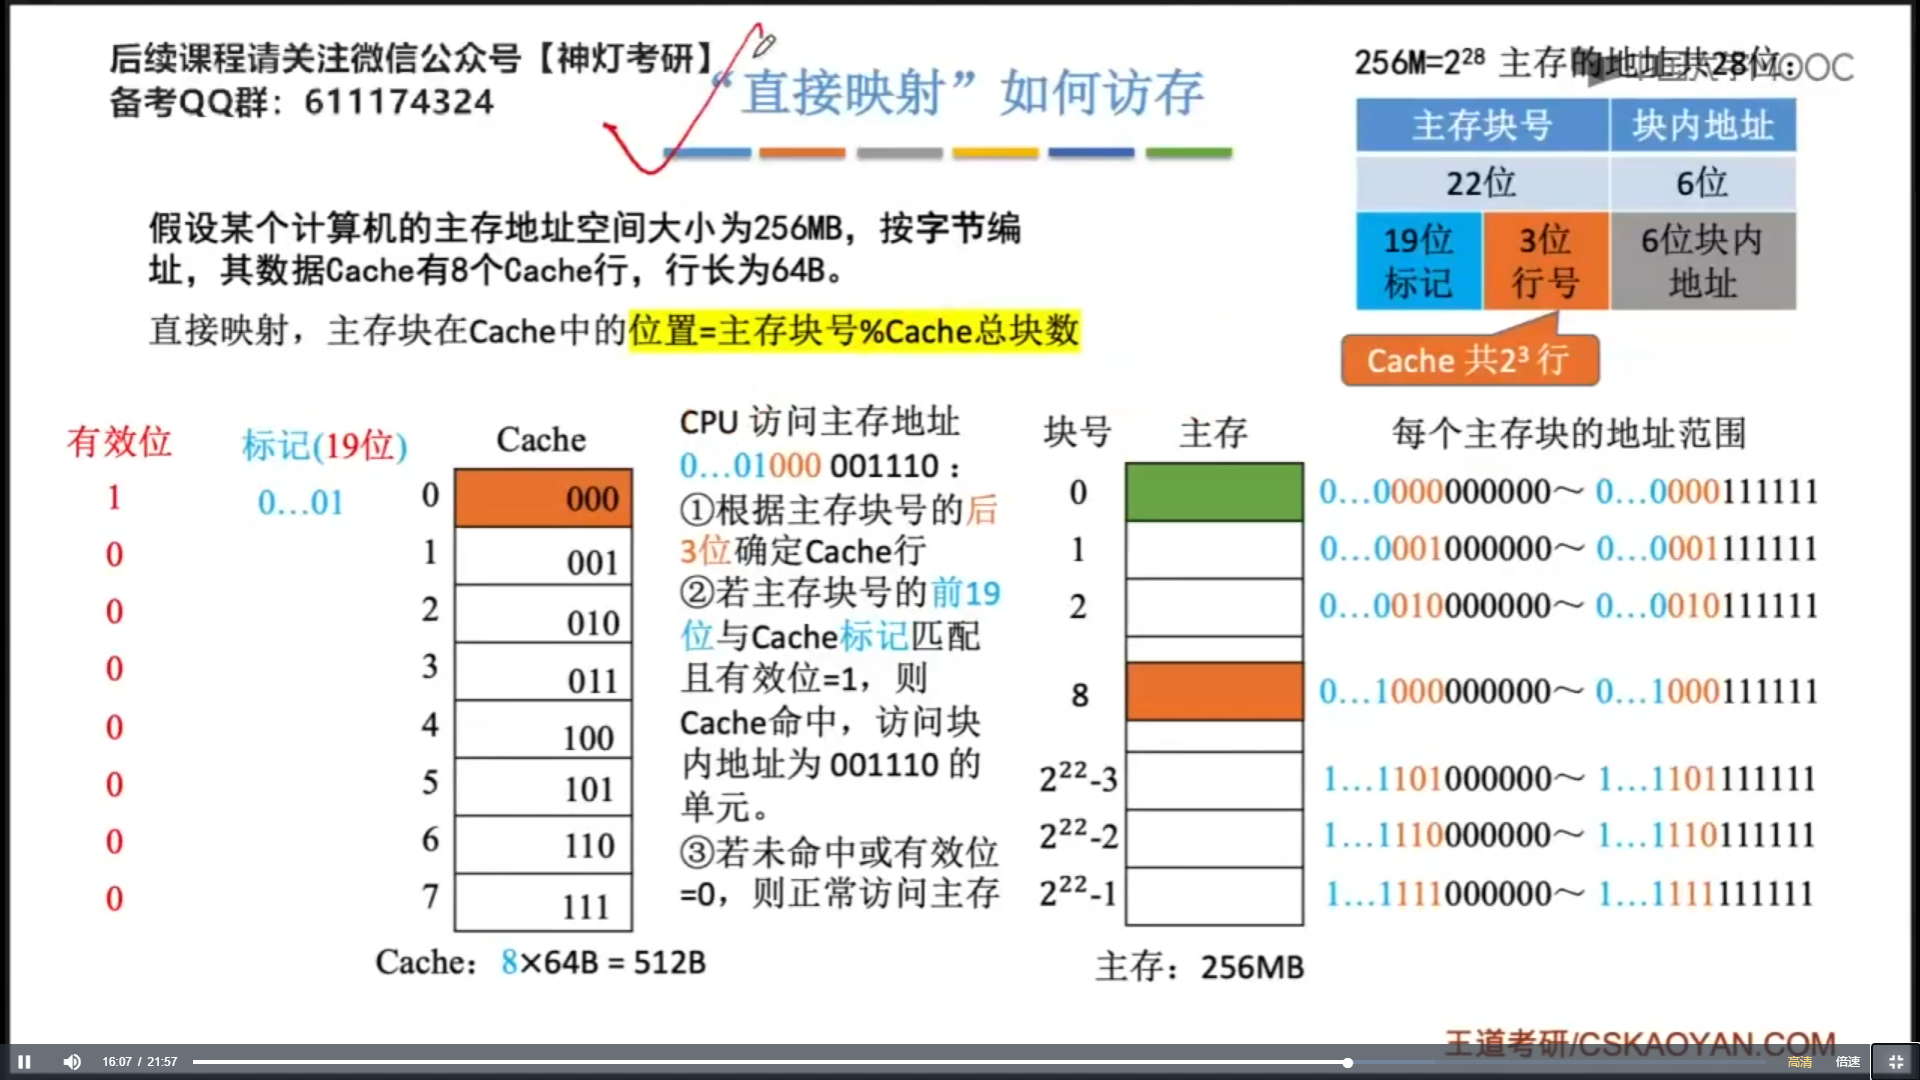 后续课程请关注微信公众号【神灯考研】
备考QQ群：611174324
“直接映射”如何访存
256M=2²⁸ 主存的地址共28位：
主存块号 块内地址
22位 6位
19位标记 3位行号 6位块内地址
Cache 共2³ 行
假设某个计算机的主存地址空间大小为256MB，按字节编
址，其数据Cache有8个Cache行，行长为64B。
直接映射，主存块在Cache中的位置=主存块号%Cache总块数
有效位 标记(19位) Cache
1 0…01 0 000
0 1 001
0 2 010
0 3 011
0 4 100
0 5 101
0 6 110
0 7 111
Cache：8×64B = 512B
CPU 访问主存地址
0…01000 001110：
①根据主存块号的后
3位确定Cache行
②若主存块号的前19
位与Cache标记匹配
且有效位=1，则
Cache命中，访问块
内地址为 001110 的
单元。
③若未命中或有效位
=0，则正常访问主存
块号 主存 每个主存块的地址范围
0 0…0000000000～ 0…0000111111
1 0…0001000000～ 0…0001111111
2 0…0010000000～ 0…0010111111
8 0…1000000000～ 0…1000111111
2²²-3 1…1101000000～ 1…1101111111
2²²-2 1…1110000000～ 1…1110111111
2²²-1 1…1111000000～ 1…1111111111
主存：256MB
王道考研/CSKAOYAN.COM
16:07 / 21:57 高清 倍速